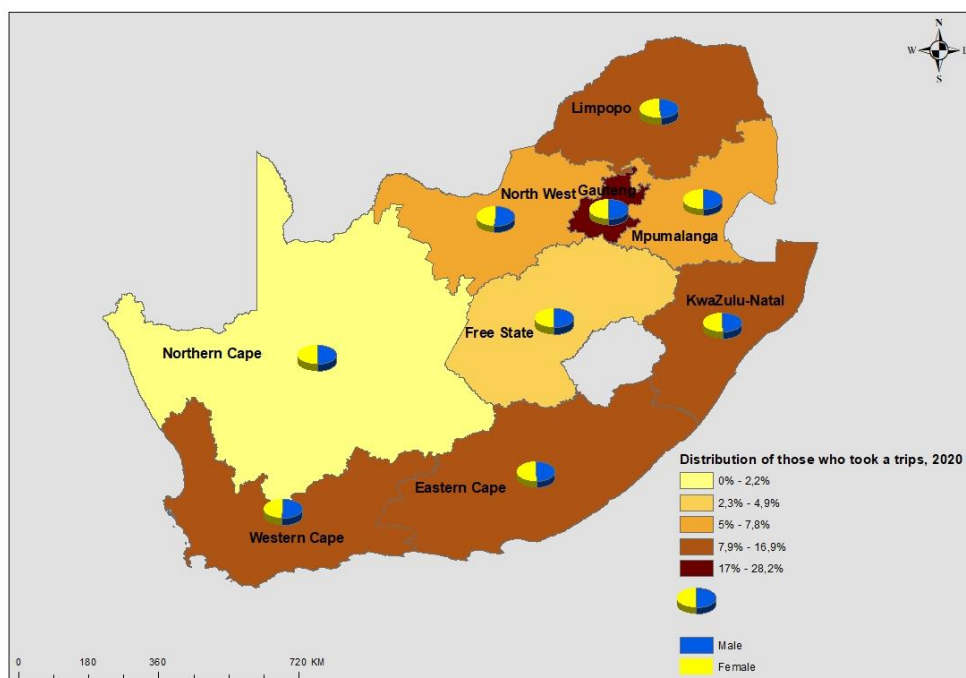 N
W E
S
Limpopo
North West
Gauteng
Mpumalanga
KwaZulu-Natal
Free State
Northern Cape
Eastern Cape
Western Cape
Distribution of those who took a trips, 2020
0% - 2,2%
2,3% - 4,9%
5% - 7,8%
7,9% - 16,9%
17% - 28,2%
Male
Female
0 180 360 720 KM